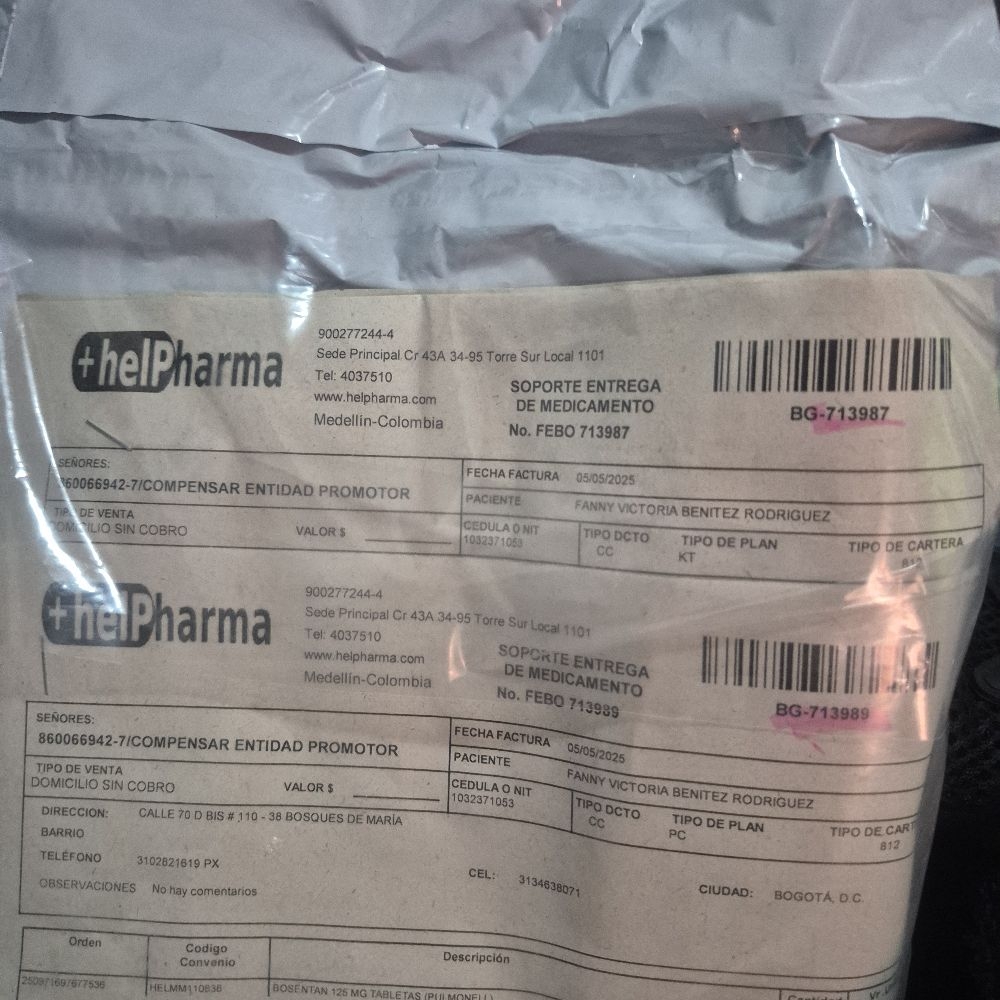 +helPharma
900277244-4
Sede Principal Cr 43A 34-95 Torre Sur Local 1101
Tel: 4037510
www.helpharma.com
Medellín-Colombia
SOPORTE ENTREGA
DE MEDICAMENTO
No. FEBO 713987
BG-713987
SEÑORES:
860066942-7/COMPENSAR ENTIDAD PROMOTOR
FECHA FACTURA 05/05/2025
PACIENTE FANNY VICTORIA BENITEZ RODRIGUEZ
TIPO DE VENTA
DOMICILIO SIN COBRO
VALOR $
CEDULA O NIT
1032371053
TIPO DCTO
CC
TIPO DE PLAN
KT
TIPO DE CARTERA
812
+helPharma
900277244-4
Sede Principal Cr 43A 34-95 Torre Sur Local 1101
Tel: 4037510
www.helpharma.com
Medellín-Colombia
SOPORTE ENTREGA
DE MEDICAMENTO
No. FEBO 713989
BG-713989
SEÑORES:
860066942-7/COMPENSAR ENTIDAD PROMOTOR
FECHA FACTURA 05/05/2025
PACIENTE FANNY VICTORIA BENITEZ RODRIGUEZ
TIPO DE VENTA
DOMICILIO SIN COBRO
VALOR $
CEDULA O NIT
1032371053
TIPO DCTO
CC
TIPO DE PLAN
PC
TIPO DE CART
812
DIRECCION: CALLE 70 D BIS # 110 - 38 BOSQUES DE MARÍA
BARRIO
TELÉFONO 3102821619 PX
CEL: 3134638071
CIUDAD: BOGOTÁ, D.C.
OBSERVACIONES No hay comentarios
Orden
Codigo
Convenio
Descripción
HELMM110836
BOSENTAN 125 MG TABLETAS (PULMONELL)
Cantidad